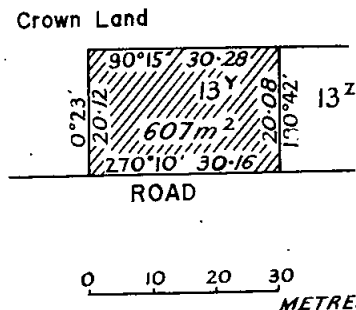 Crown Land
90°15' 30·28
13ʸ
13ᶻ
0°23'
20·12
607m²
20·08
180°42'
270°10' 30·16
ROAD
0 10 20 30
METRE